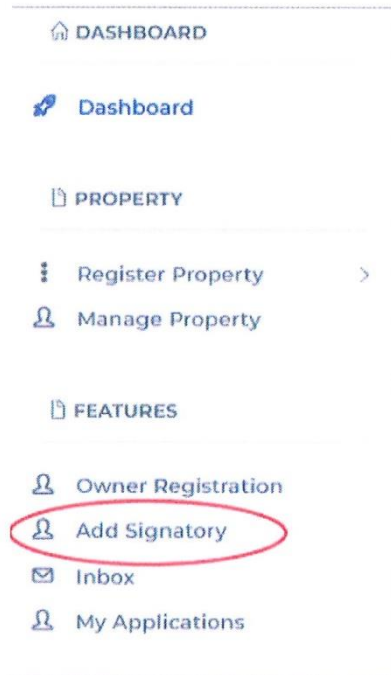 DASHBOARD
Dashboard
PROPERTY
Register Property
Manage Property
FEATURES
Owner Registration
Add Signatory
Inbox
My Applications